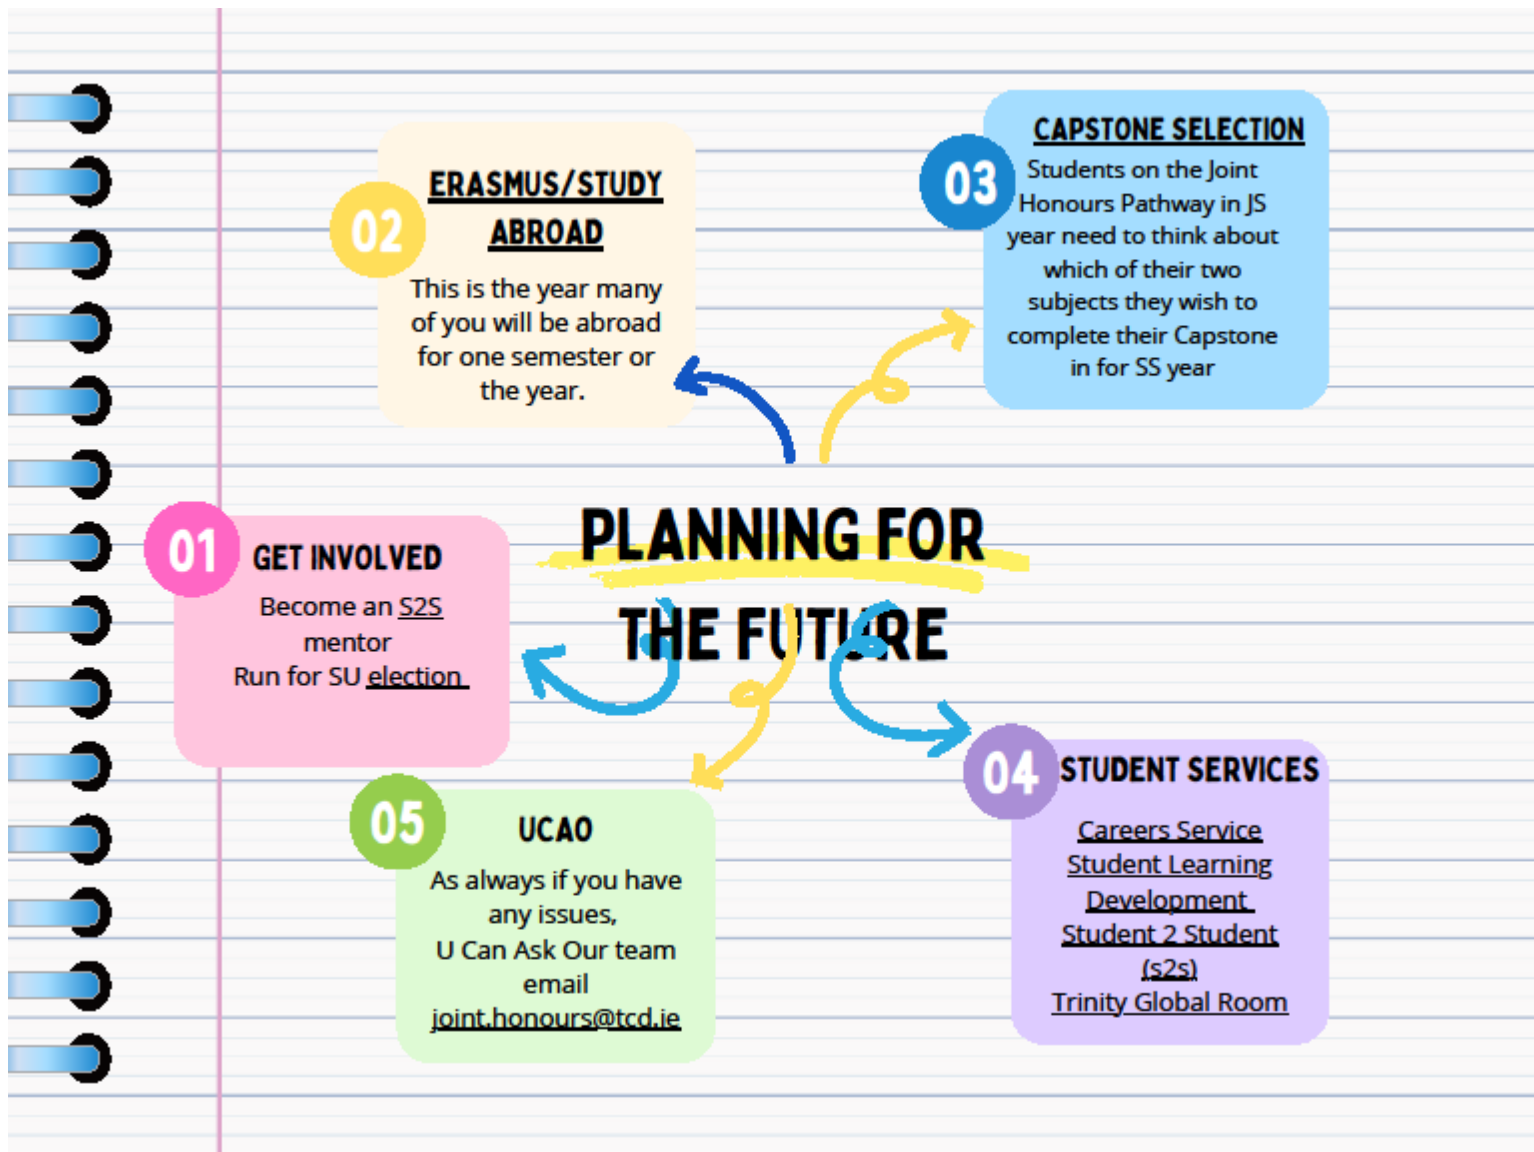 PLANNING FOR
THE FUTURE
01
GET INVOLVED
Become an S2S
mentor
Run for SU election
02
ERASMUS/STUDY
ABROAD
This is the year many
of you will be abroad
for one semester or
the year.
03
CAPSTONE SELECTION
Students on the Joint
Honours Pathway in JS
year need to think about
which of their two
subjects they wish to
complete their Capstone
in for SS year
04
STUDENT SERVICES
Careers Service
Student Learning
Development
Student 2 Student
(s2s)
Trinity Global Room
05
UCAO
As always if you have
any issues,
U Can Ask Our team
email
joint.honours@tcd.ie